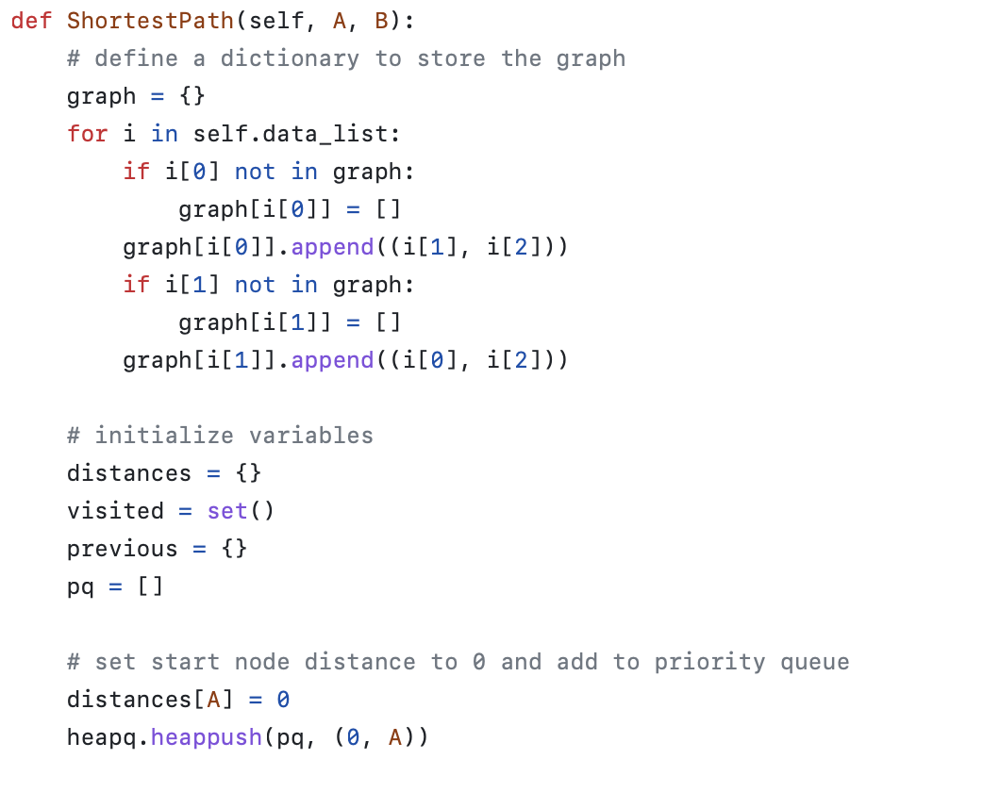 def ShortestPath(self, A, B):
    # define a dictionary to store the graph
    graph = {}
    for i in self.data_list:
        if i[0] not in graph:
            graph[i[0]] = []
        graph[i[0]].append((i[1], i[2]))
        if i[1] not in graph:
            graph[i[1]] = []
        graph[i[1]].append((i[0], i[2]))

    # initialize variables
    distances = {}
    visited = set()
    previous = {}
    pq = []

    # set start node distance to 0 and add to priority queue
    distances[A] = 0
    heapq.heappush(pq, (0, A))